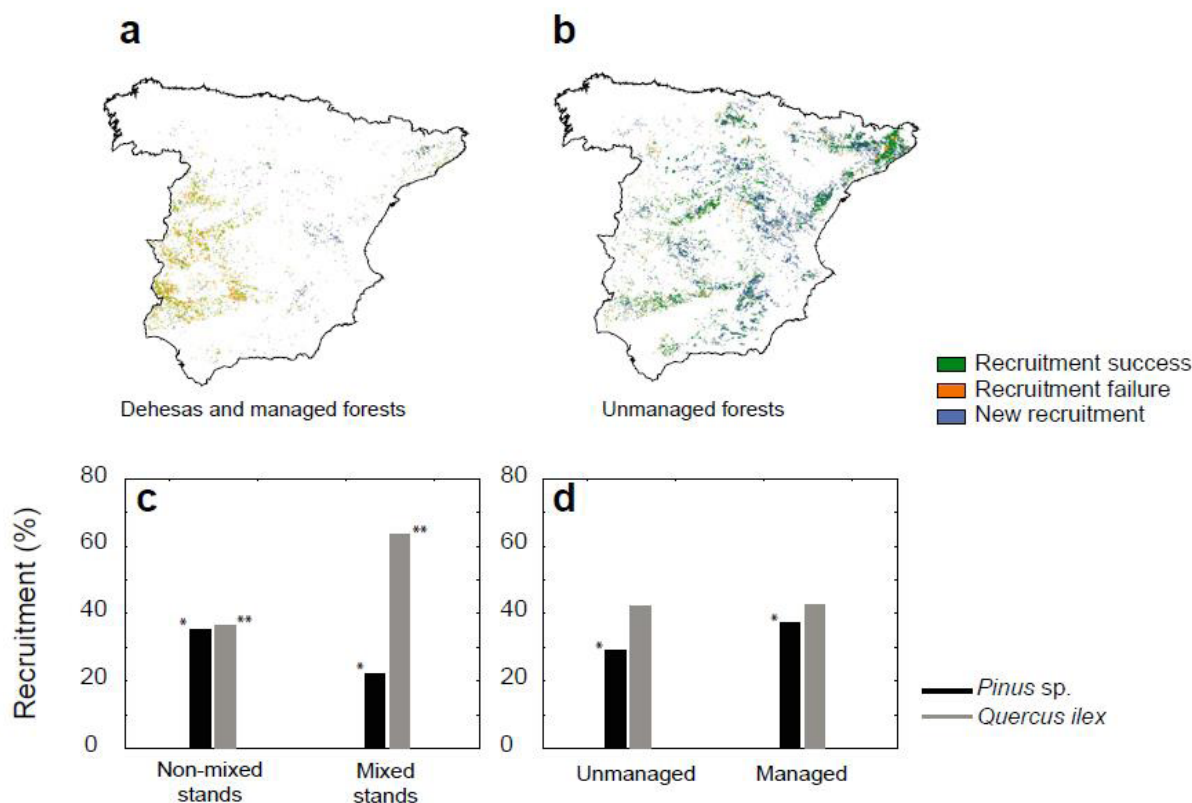 a
b
Dehesas and managed forests
Unmanaged forests
Recruitment success
Recruitment failure
New recruitment
Recruitment (%)
80
60
40
20
0
c
*
**
*
**
Non-mixed
stands
Mixed
stands
80
60
40
20
0
d
*
*
Unmanaged
Managed
Pinus sp.
Quercus ilex